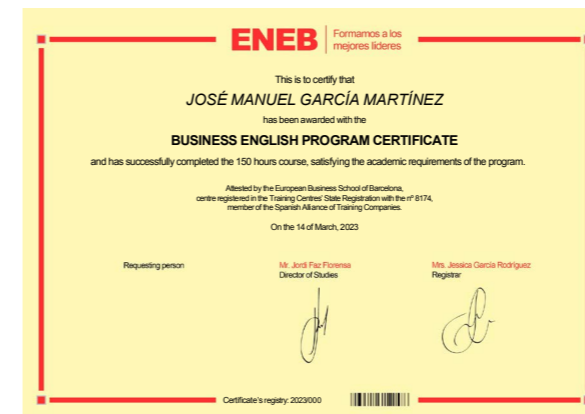 ENEB
Formamos a los
mejores líderes
This is to certify that
JOSÉ MANUEL GARCÍA MARTÍNEZ
has been awarded with the
BUSINESS ENGLISH PROGRAM CERTIFICATE
and has successfully completed the 150 hours course, satisfying the academic requirements of the program.
Attested by the European Business School of Barcelona,
centre registered in the Training Centres' State Registration with the nº 8174,
member of the Spanish Alliance of Training Companies.
On the 14 of March, 2023
Requesting person
Mr. Jordi Faz Florensa
Director of Studies
Mrs. Jessica García Rodríguez
Registrar
Certificate's registry: 2023/000